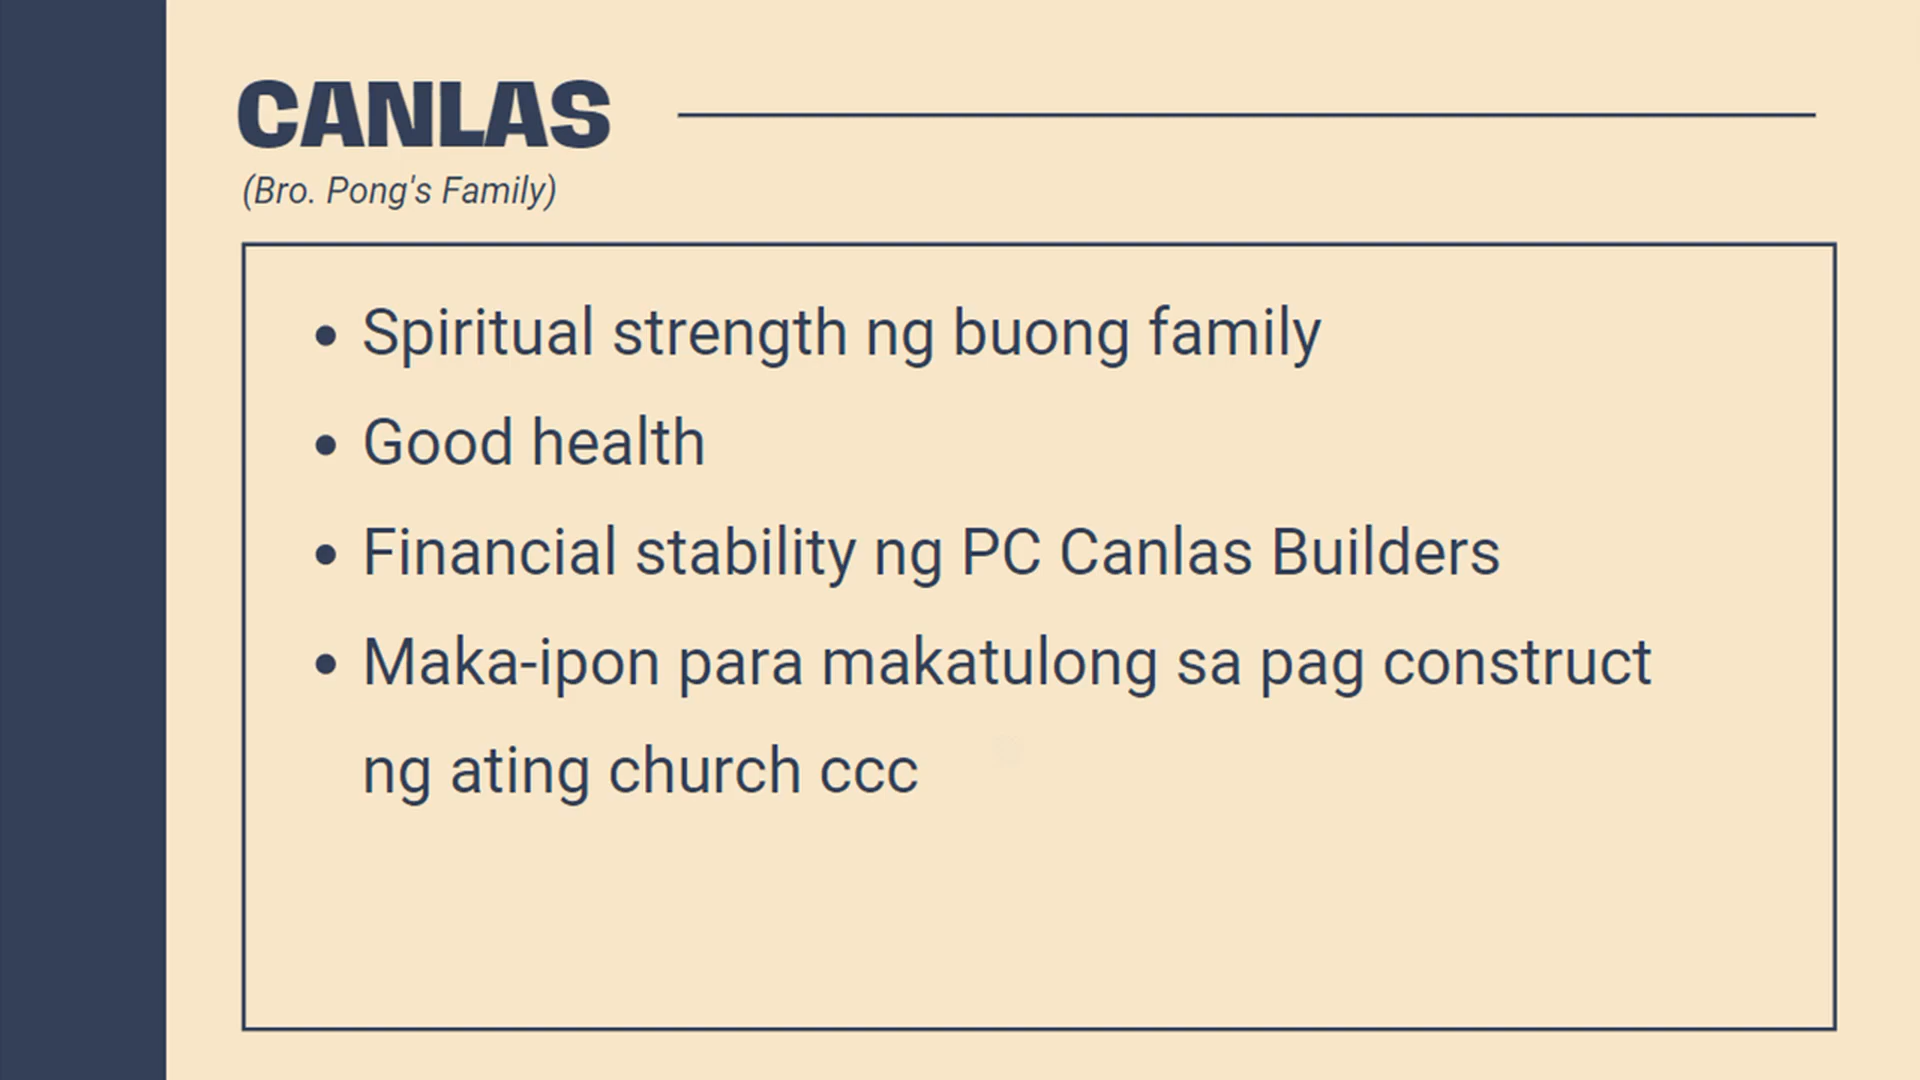 CANLAS
(Bro. Pong's Family)
• Spiritual strength ng buong family
• Good health
• Financial stability ng PC Canlas Builders
• Maka-ipon para makatulong sa pag construct
ng ating church ccc